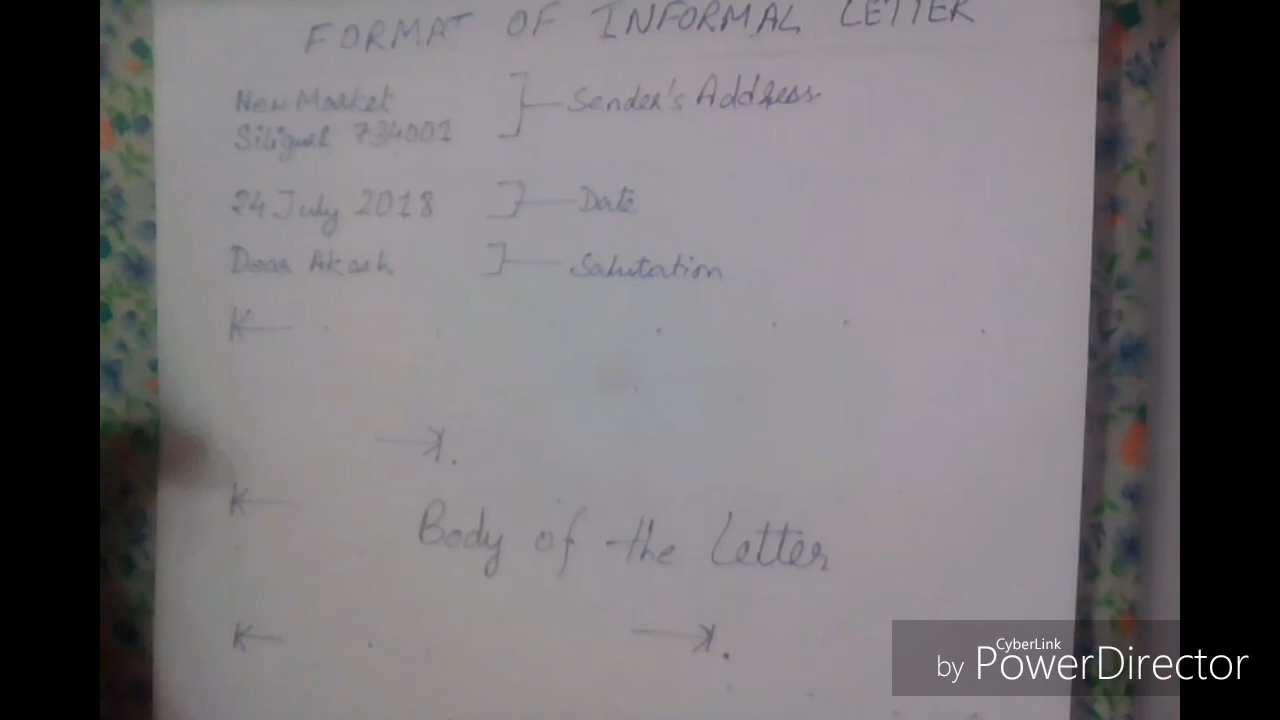 FORMAT OF INFORMAL LETTER
New Market ] Sender's Address
Siliguri 734001
24 July 2018 ] Date
Dear Akash ] Salutation
Body of the Letter
CyberLink
by PowerDirector